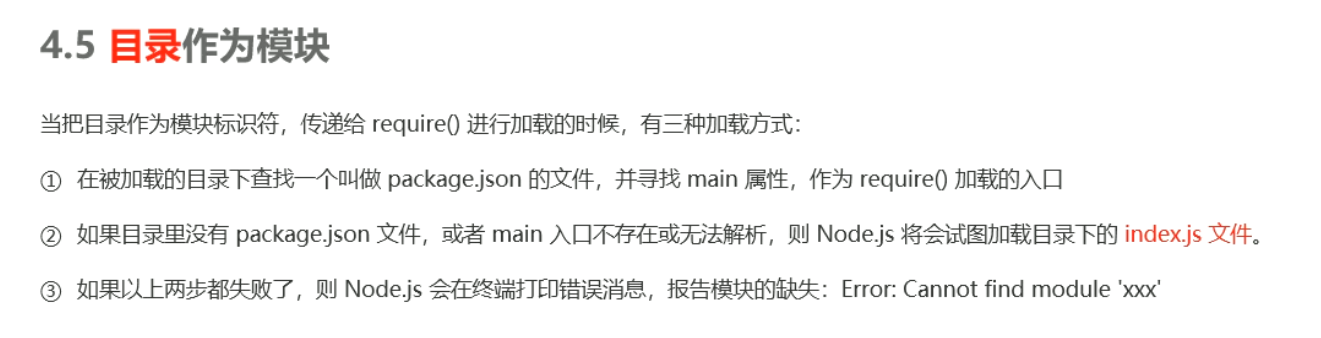 4.5 目录作为模块
当把目录作为模块标识符，传递给 require() 进行加载的时候，有三种加载方式：
① 在被加载的目录下查找一个叫做 package.json 的文件，并寻找 main 属性，作为 require() 加载的入口
② 如果目录里没有 package.json 文件，或者 main 入口不存在或无法解析，则 Node.js 将会试图加载目录下的 index.js 文件。
③ 如果以上两步都失败了，则 Node.js 会在终端打印错误消息，报告模块的缺失：Error: Cannot find module 'xxx'